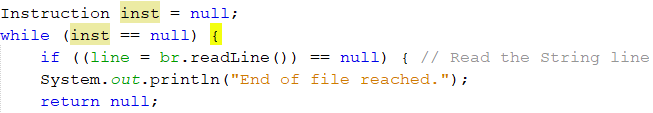 Instruction inst = null;
while (inst == null) {
if ((line = br.readLine()) == null) { // Read the String line
System.out.println("End of file reached.");
return null;